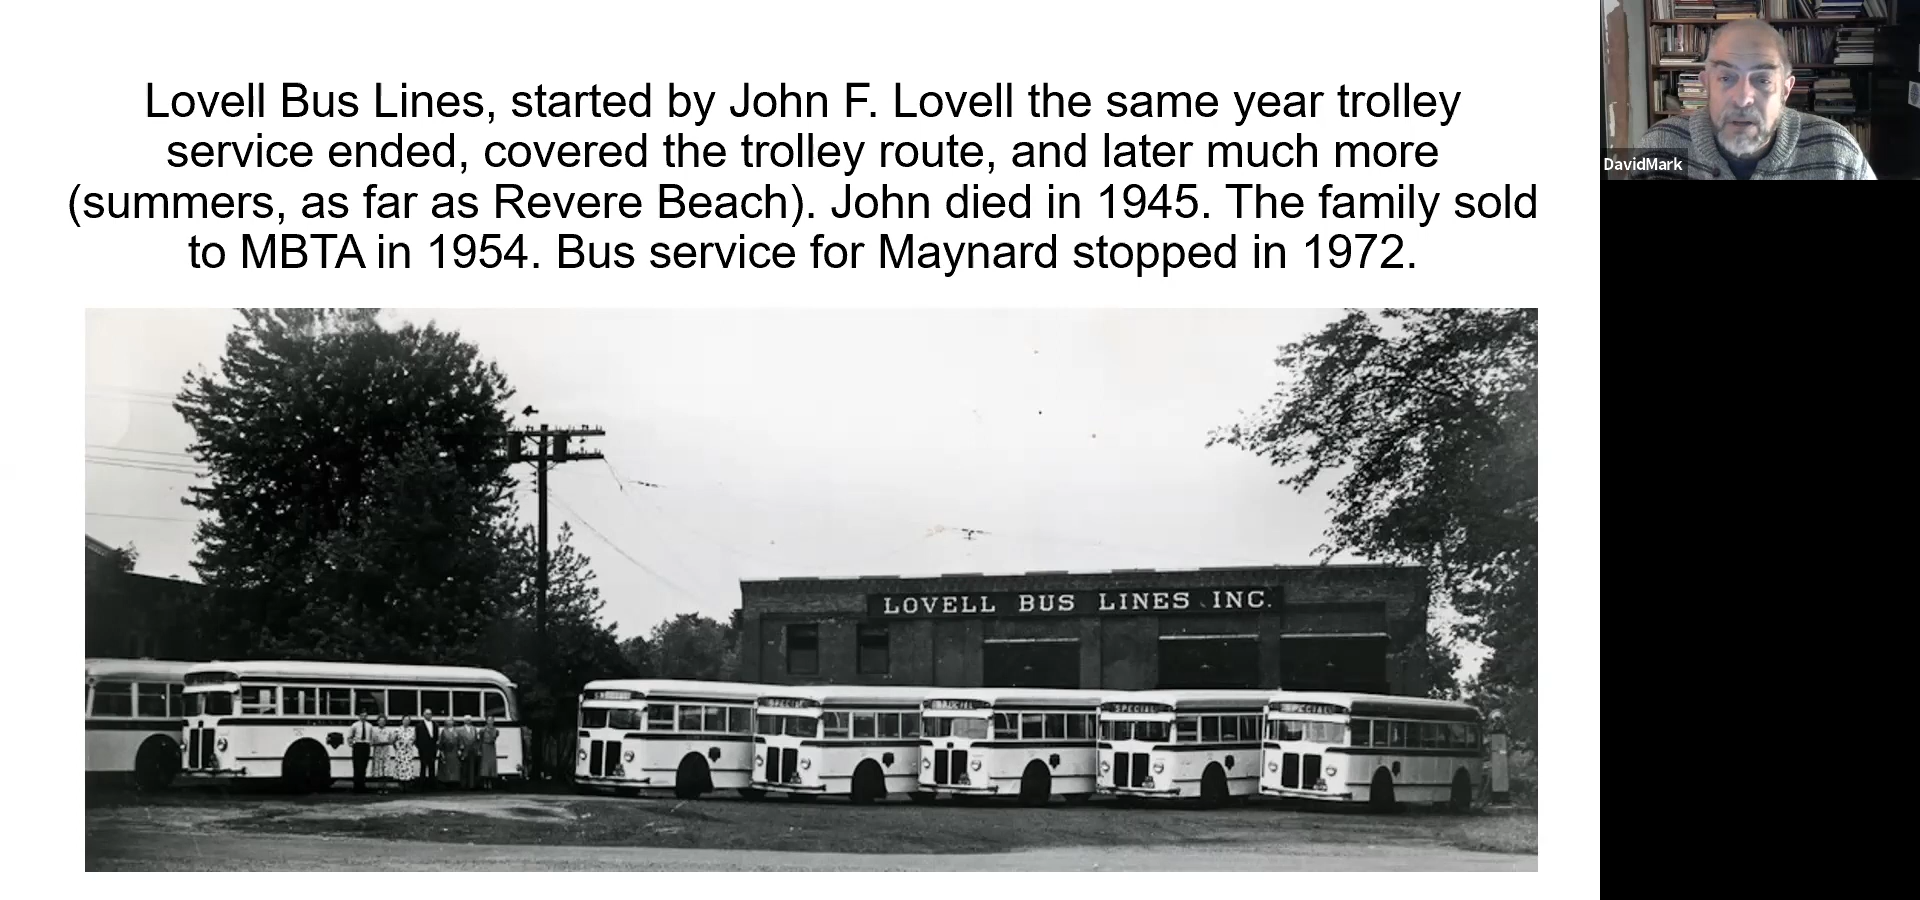 Lovell Bus Lines, started by John F. Lovell the same year trolley
service ended, covered the trolley route, and later much more
(summers, as far as Revere Beach). John died in 1945. The family sold
to MBTA in 1954. Bus service for Maynard stopped in 1972.
DavidMark
LOVELL BUS LINES INC.
SPECIAL
SPECIAL
SPECIAL
SPECIAL